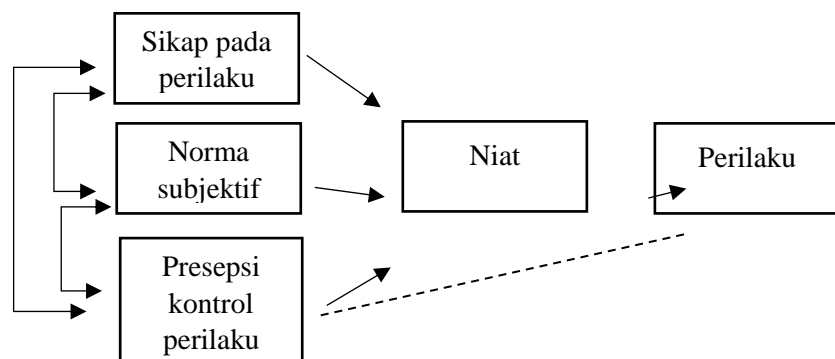 Sikap pada
perilaku
Norma
subjektif
Presepsi
kontrol
perilaku
Niat
Perilaku